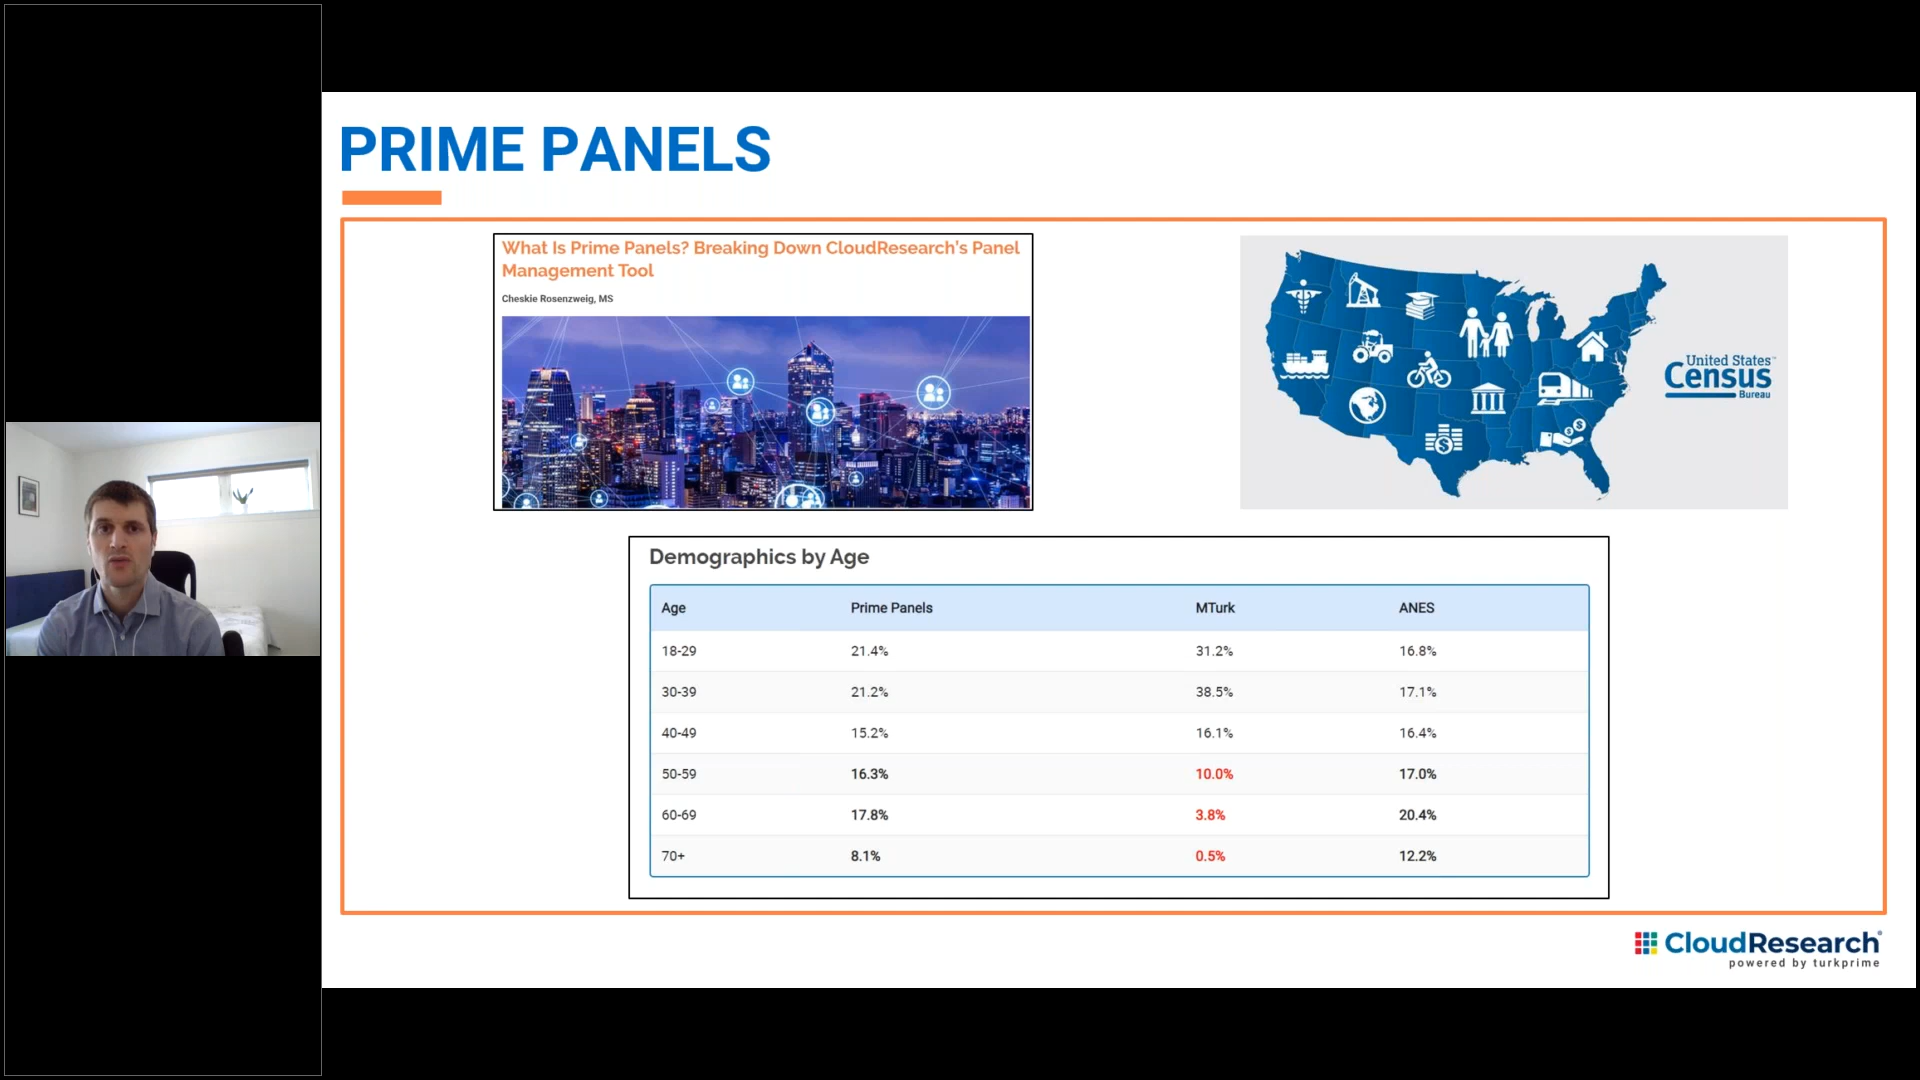 PRIME PANELS
What Is Prime Panels? Breaking Down CloudResearch's Panel
Management Tool
Cheskie Rosenzweig, MS
United States™
Census
Bureau
Demographics by Age
Age Prime Panels MTurk ANES
18-29 21.4% 31.2% 16.8%
30-39 21.2% 38.5% 17.1%
40-49 15.2% 16.1% 16.4%
50-59 16.3% 10.0% 17.0%
60-69 17.8% 3.8% 20.4%
70+ 8.1% 0.5% 12.2%
CloudResearch®
powered by turkprime